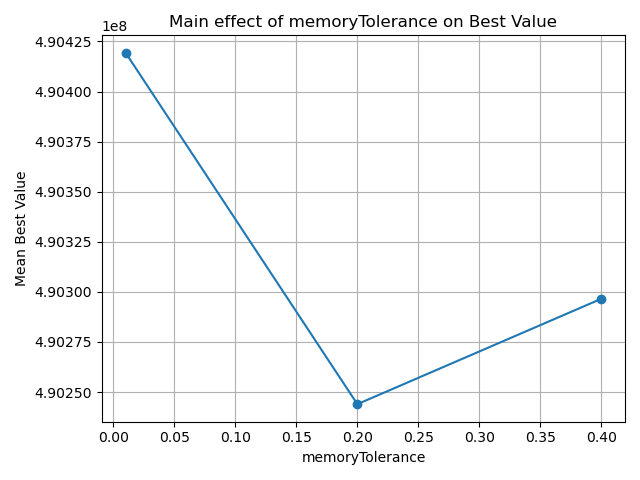 Main effect of memoryTolerance on Best Value
1e8
4.90425
4.90400
4.90375
4.90350
4.90325
4.90300
4.90275
4.90250
Mean Best Value
0.00 0.05 0.10 0.15 0.20 0.25 0.30 0.35 0.40
memoryTolerance